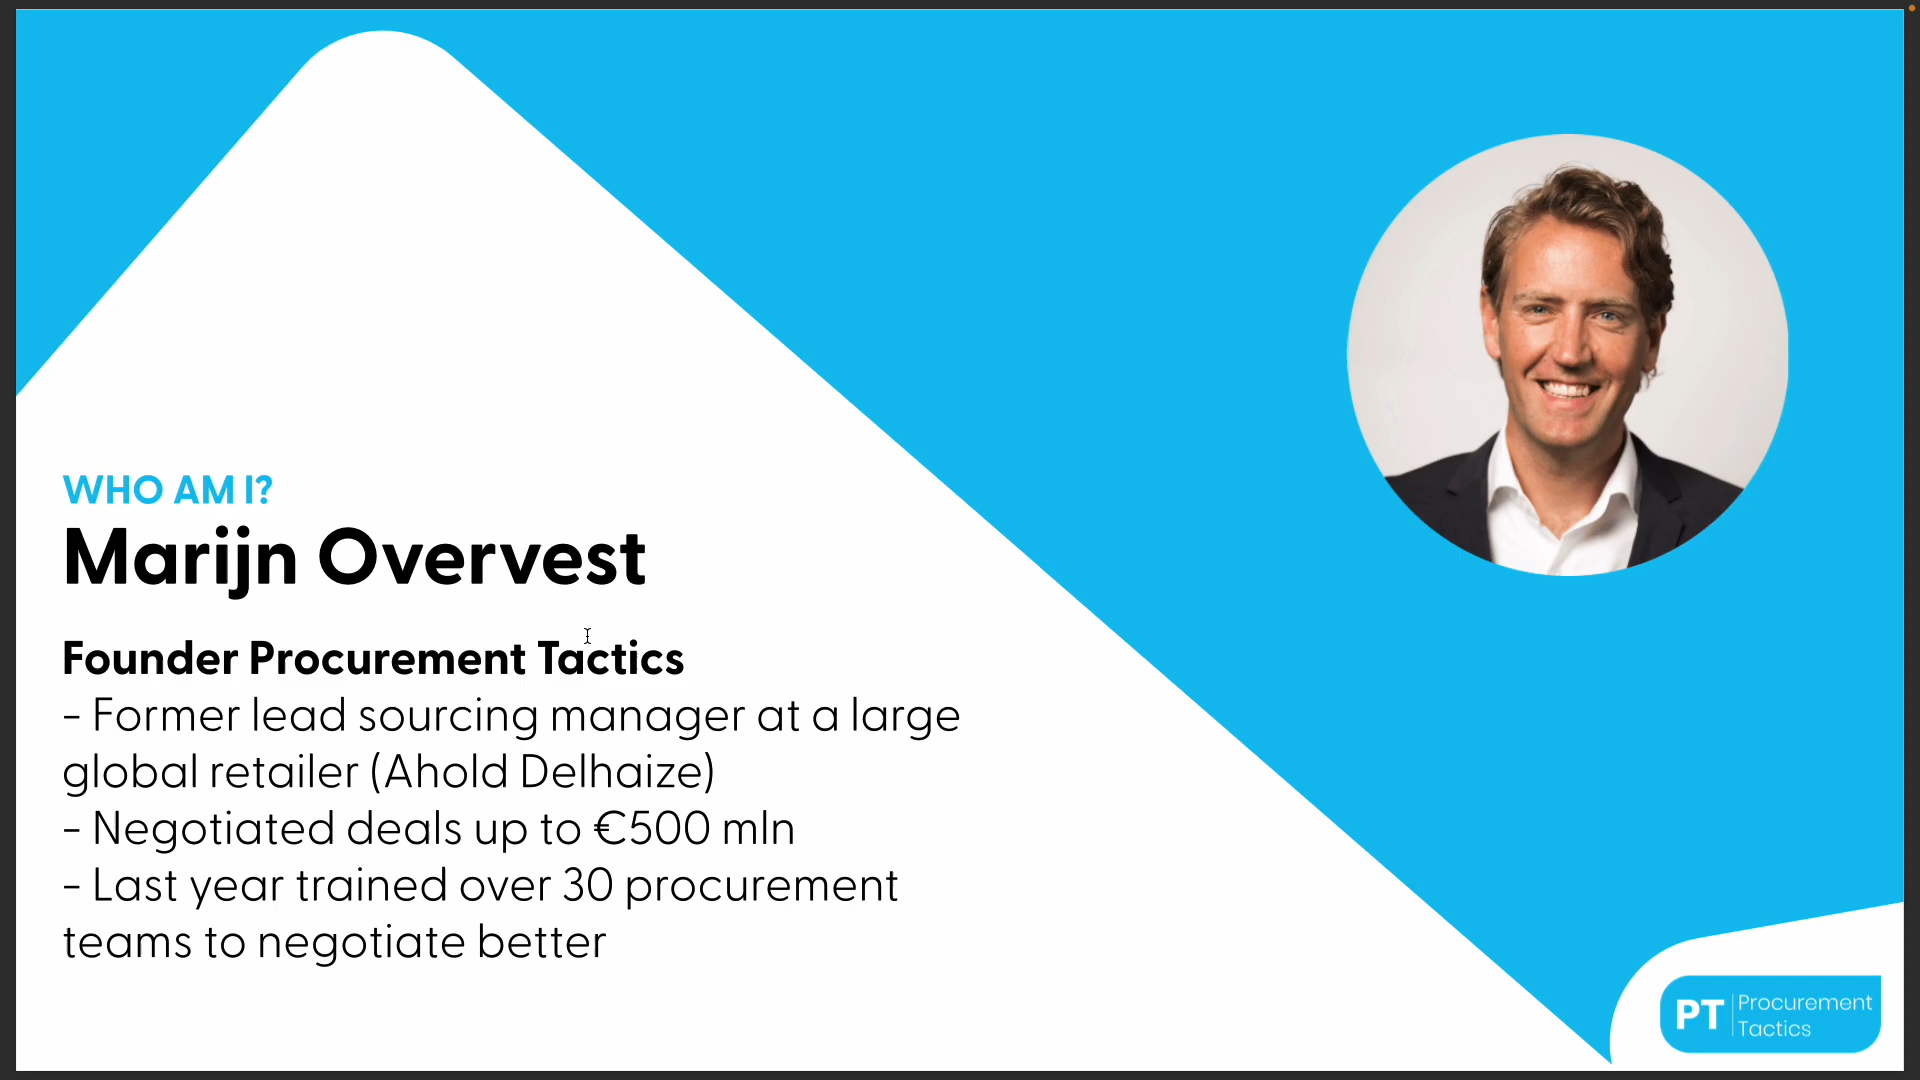 WHO AM I?
Marijn Overvest
Founder Procurement Tactics
- Former lead sourcing manager at a large
global retailer (Ahold Delhaize)
- Negotiated deals up to €500 mln
- Last year trained over 30 procurement
teams to negotiate better
PT
Procurement
Tactics